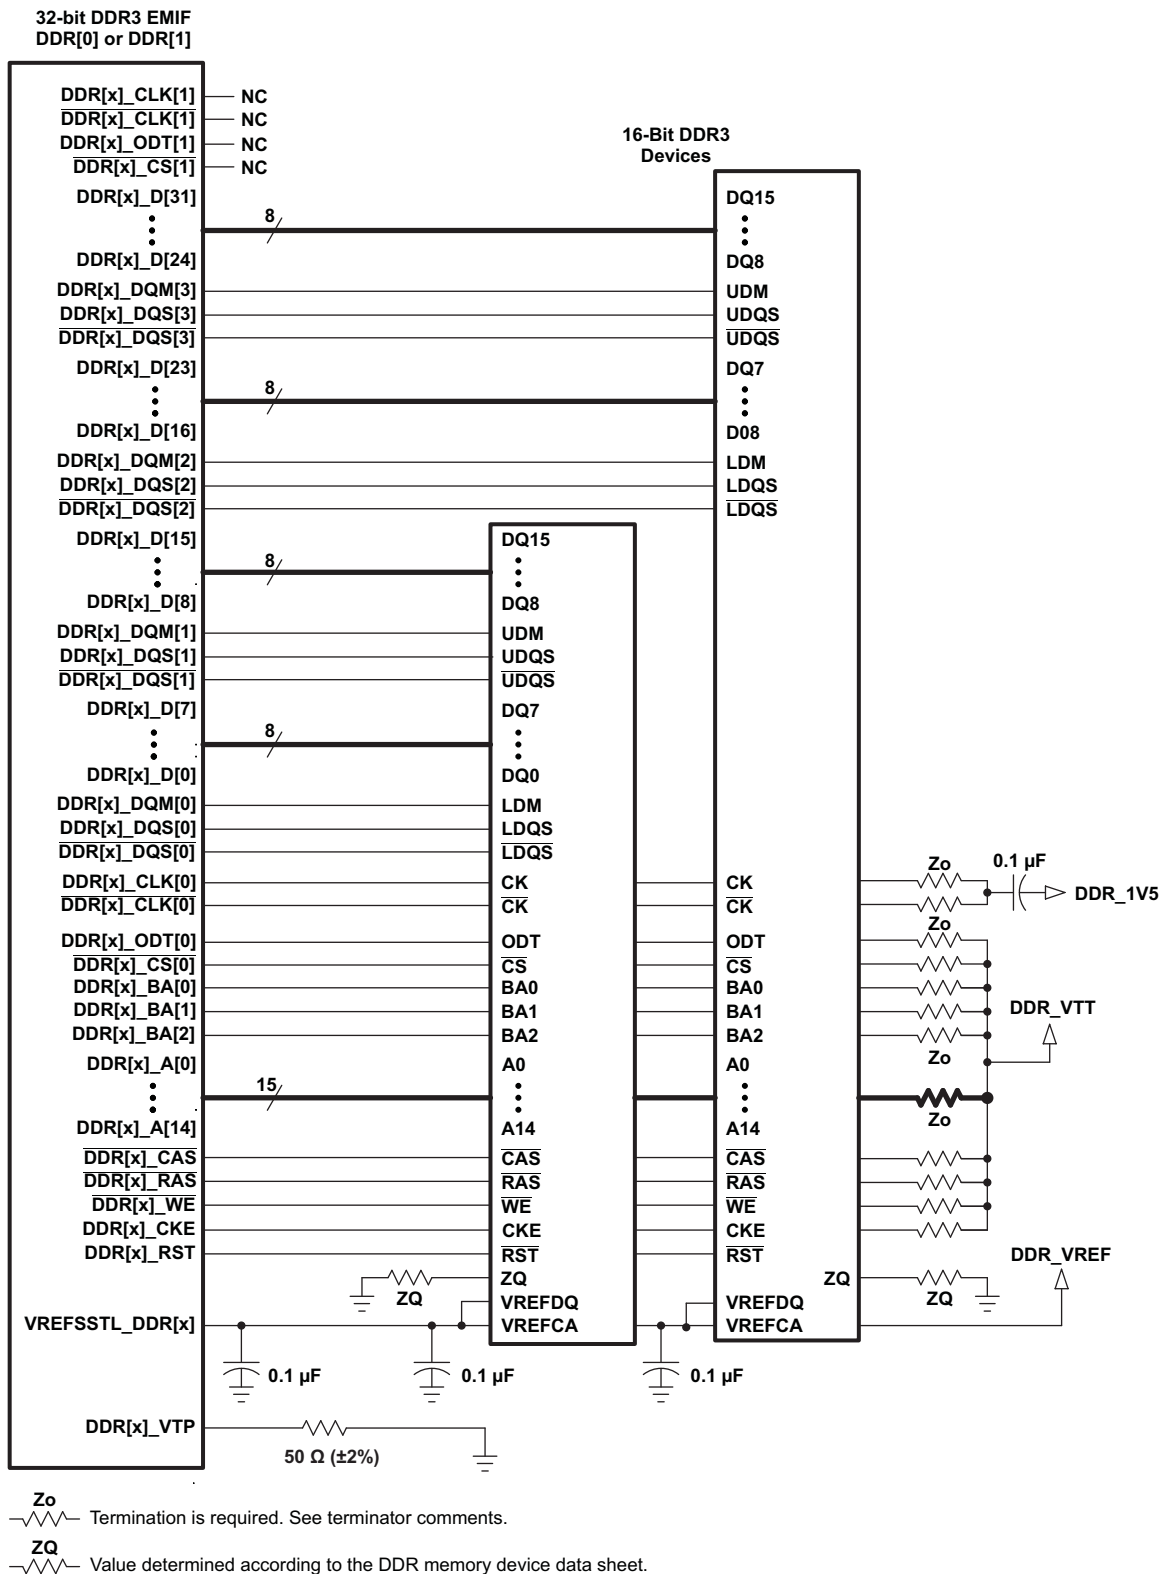 32-bit DDR3 EMIF
DDR[0] or DDR[1]
DDR[x]_CLK[1] NC
DDR[x]_CLK[1] NC
DDR[x]_ODT[1] NC
DDR[x]_CS[1] NC
16-Bit DDR3
Devices
DDR[x]_D[31] 8 DQ15
DDR[x]_D[24] DQ8
DDR[x]_DQM[3] UDM
DDR[x]_DQS[3] UDQS
DDR[x]_DQS[3] UDQS
DDR[x]_D[23] 8 DQ7
DDR[x]_D[16] D08
DDR[x]_DQM[2] LDM
DDR[x]_DQS[2] LDQS
DDR[x]_DQS[2] LDQS
DDR[x]_D[15] 8 DQ15
DDR[x]_D[8] DQ8
DDR[x]_DQM[1] UDM
DDR[x]_DQS[1] UDQS
DDR[x]_DQS[1] UDQS
DDR[x]_D[7] 8 DQ7
DDR[x]_D[0] DQ0
DDR[x]_DQM[0] LDM
DDR[x]_DQS[0] LDQS
DDR[x]_DQS[0] LDQS
Zo 0.1 µF
DDR[x]_CLK[0] CK CK
DDR_1V5
DDR[x]_CLK[0] CK CK
Zo
DDR[x]_ODT[0] ODT ODT
DDR[x]_CS[0] CS CS
DDR[x]_BA[0] BA0 BA0
DDR[x]_BA[1] BA1 BA1 DDR_VTT
DDR[x]_BA[2] BA2 BA2
Zo
DDR[x]_A[0] A0 A0
15
Zo
DDR[x]_A[14] A14 A14
DDR[x]_CAS CAS CAS
DDR[x]_RAS RAS RAS
DDR[x]_WE WE WE
DDR[x]_CKE CKE CKE
DDR[x]_RST RST RST DDR_VREF
ZQ ZQ
ZQ ZQ
VREFDQ VREFDQ
VREFSSTL_DDR[x] VREFCA VREFCA
0.1 µF 0.1 µF 0.1 µF
DDR[x]_VTP
50 Ω (±2%)
Zo
Termination is required. See terminator comments.
ZQ
Value determined according to the DDR memory device data sheet.